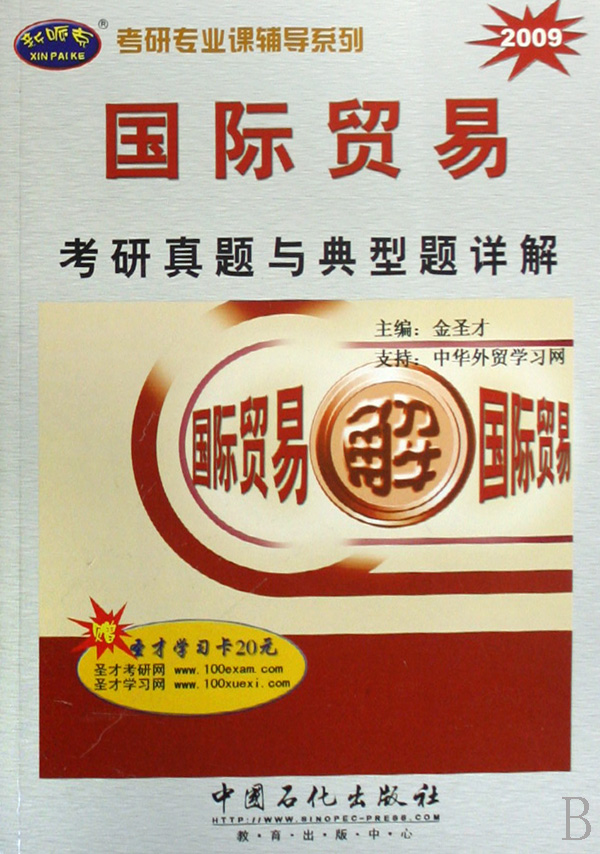 新派克 ® 考研专业课辅导系列
XINPAIKE
2009
国际贸易
考研真题与典型题详解
主编：金圣才
支持：中华外贸学习网
国际贸易 解 国际贸易
赠 圣才学习卡20元
圣才考研网 www.100exam.com
圣才学习网 www.100xuexi.com
中国石化出版社
HTTP://WWW.SINOPEC-PRESS.COM
教·育·出·版·中·心
B